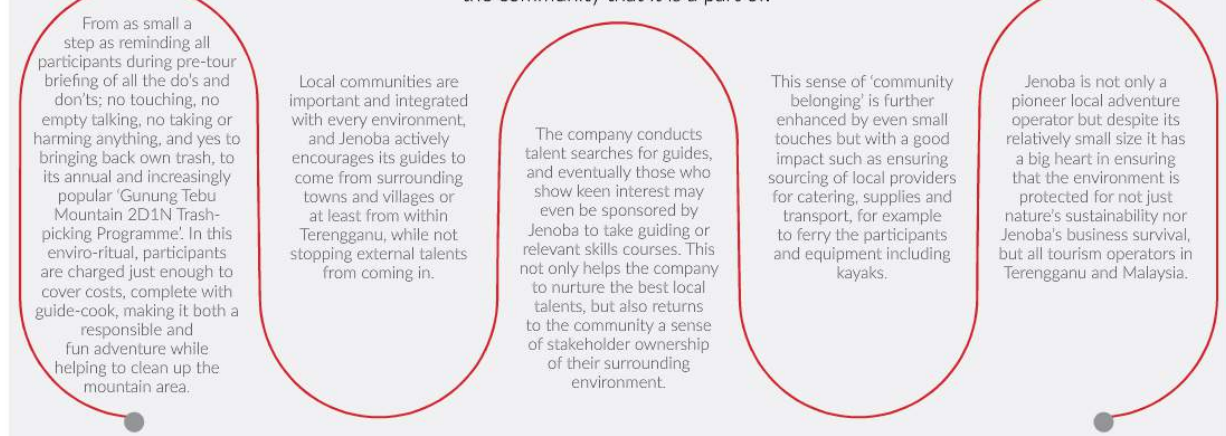 the community that it is a part of.
From as small a
step as reminding all
participants during pre-tour
briefing of all the do's and
don'ts; no touching, no
empty talking, no taking or
harming anything, and yes to
bringing back own trash, to
its annual and increasingly
popular ‘Gunung Tebu
Mountain 2D1N Trash-
picking Programme’. In this
enviro-ritual, participants
are charged just enough to
cover costs, complete with
guide-cook, making it both a
responsible and
fun adventure while
helping to clean up the
mountain area.
Local communities are
important and integrated
with every environment,
and Jenoba actively
encourages its guides to
come from surrounding
towns and villages or
at least from within
Terengganu, while not
stopping external talents
from coming in.
The company conducts
talent searches for guides,
and eventually those who
show keen interest may
even be sponsored by
Jenoba to take guiding or
relevant skills courses. This
not only helps the company
to nurture the best local
talents, but also returns
to the community a sense
of stakeholder ownership
of their surrounding
environment.
This sense of ‘community
belonging’ is further
enhanced by even small
touches but with a good
impact such as ensuring
sourcing of local providers
for catering, supplies and
transport, for example
to ferry the participants
and equipment including
kayaks.
Jenoba is not only a
pioneer local adventure
operator but despite its
relatively small size it has
a big heart in ensuring
that the environment is
protected for not just
nature's sustainability nor
Jenoba's business survival,
but all tourism operators in
Terengganu and Malaysia.